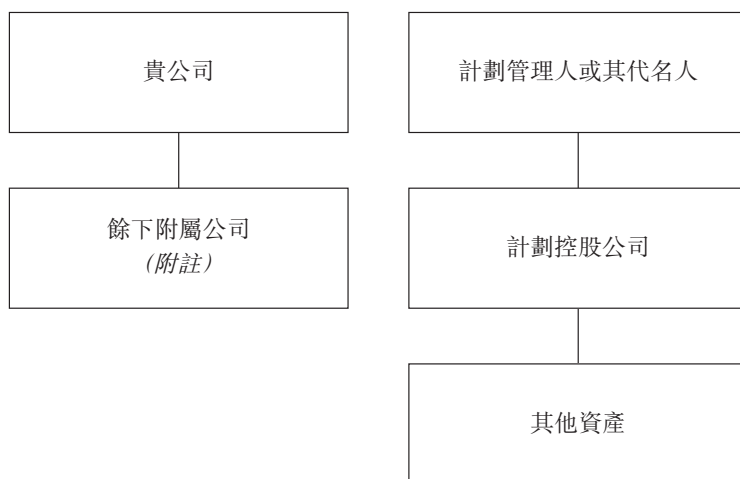 貴公司
餘下附屬公司
(附註)
計劃管理人或其代名人
計劃控股公司
其他資產